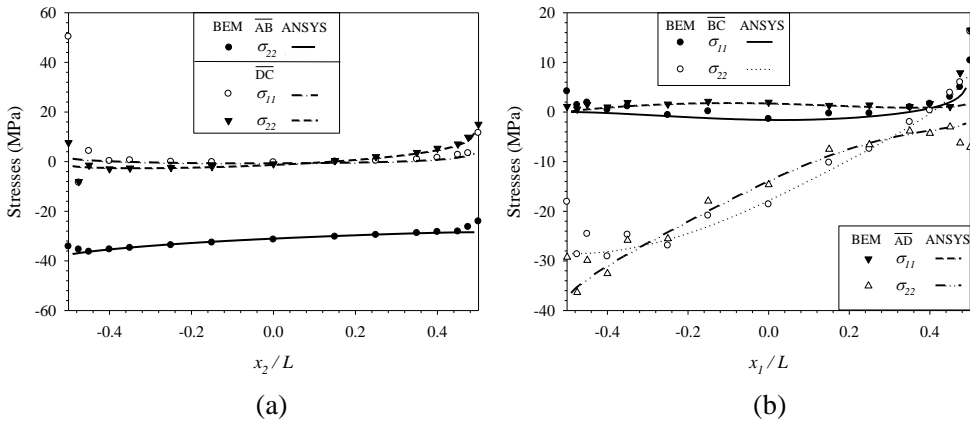 BEM AB ANSYS
σ22
DC
σ11
σ22
Stresses (MPa)
60
40
20
0
-20
-40
-60
-0.4 -0.2 0.0 0.2 0.4
x2 / L
(a)
BEM BC ANSYS
σ11
σ22
BEM AD ANSYS
σ11
σ22
Stresses (MPa)
20
10
0
-10
-20
-30
-40
-0.4 -0.2 0.0 0.2 0.4
x1 / L
(b)